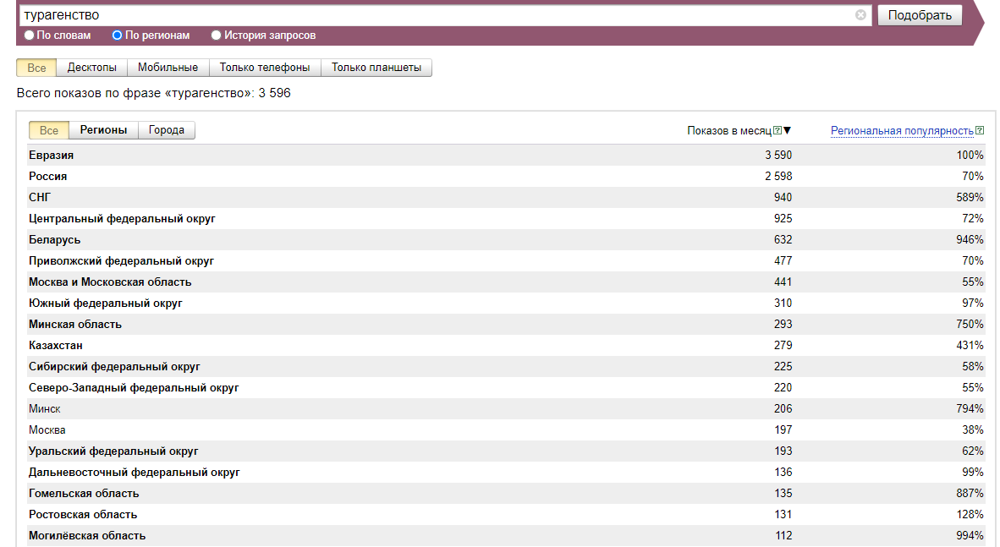 турагенство
Подобрать
По словам По регионам История запросов
Все Десктопы Мобильные Только телефоны Только планшеты
Всего показов по фразе «турагенство»: 3 596
Все Регионы Города Показов в месяц ? ▼ Региональная популярность ?
Евразия 3 590 100%
Россия 2 598 70%
СНГ 940 589%
Центральный федеральный округ 925 72%
Беларусь 632 946%
Приволжский федеральный округ 477 70%
Москва и Московская область 441 55%
Южный федеральный округ 310 97%
Минская область 293 750%
Казахстан 279 431%
Сибирский федеральный округ 225 58%
Северо-Западный федеральный округ 220 55%
Минск 206 794%
Москва 197 38%
Уральский федеральный округ 193 62%
Дальневосточный федеральный округ 136 99%
Гомельская область 135 887%
Ростовская область 131 128%
Могилёвская область 112 994%